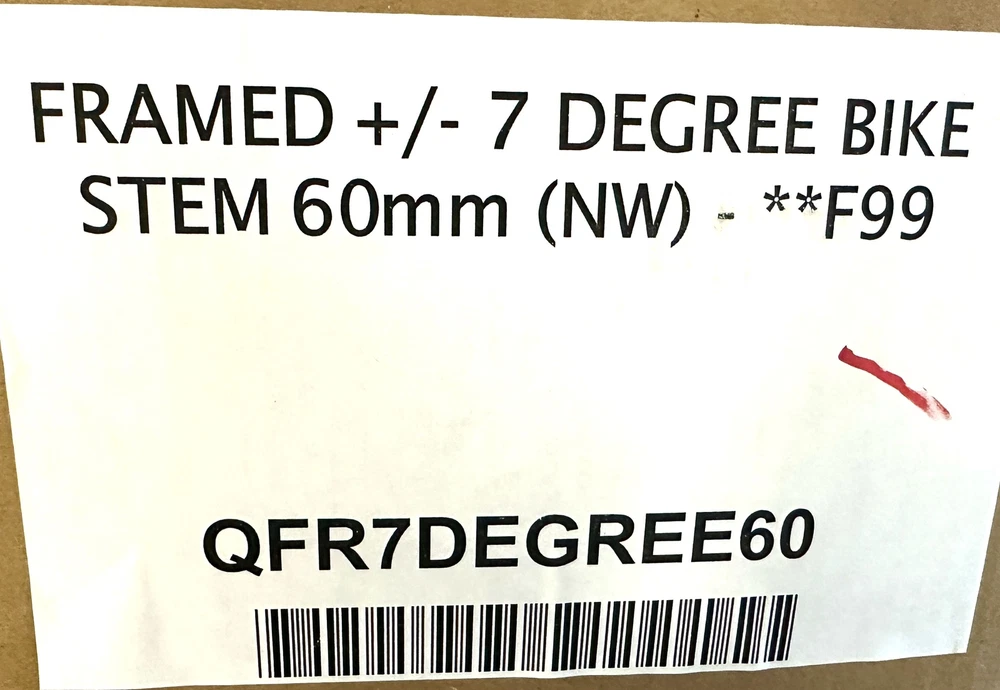 FRAMED +/- 7 DEGREE BIKE
STEM 60mm (NW) - **F99
QFR7DEGREE60